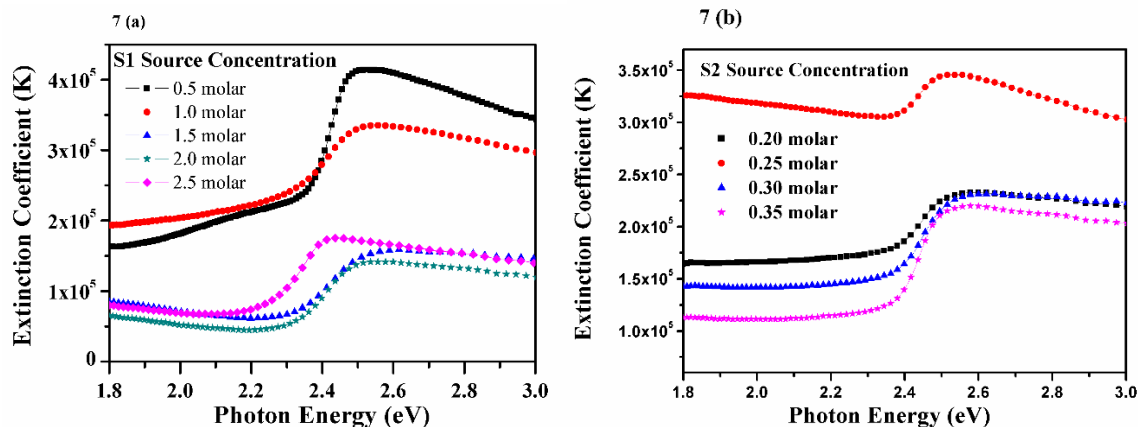 7 (a)
S1 Source Concentration
0.5 molar
1.0 molar
1.5 molar
2.0 molar
2.5 molar
Extinction Coefficient (K)
4x10⁵
3x10⁵
2x10⁵
1x10⁵
0
1.8 2.0 2.2 2.4 2.6 2.8 3.0
Photon Energy (eV)
7 (b)
S2 Source Concentration
0.20 molar
0.25 molar
0.30 molar
0.35 molar
Extinction Coefficient (K)
3.5x10⁵
3.0x10⁵
2.5x10⁵
2.0x10⁵
1.5x10⁵
1.0x10⁵
1.8 2.0 2.2 2.4 2.6 2.8 3.0
Photon Energy (eV)